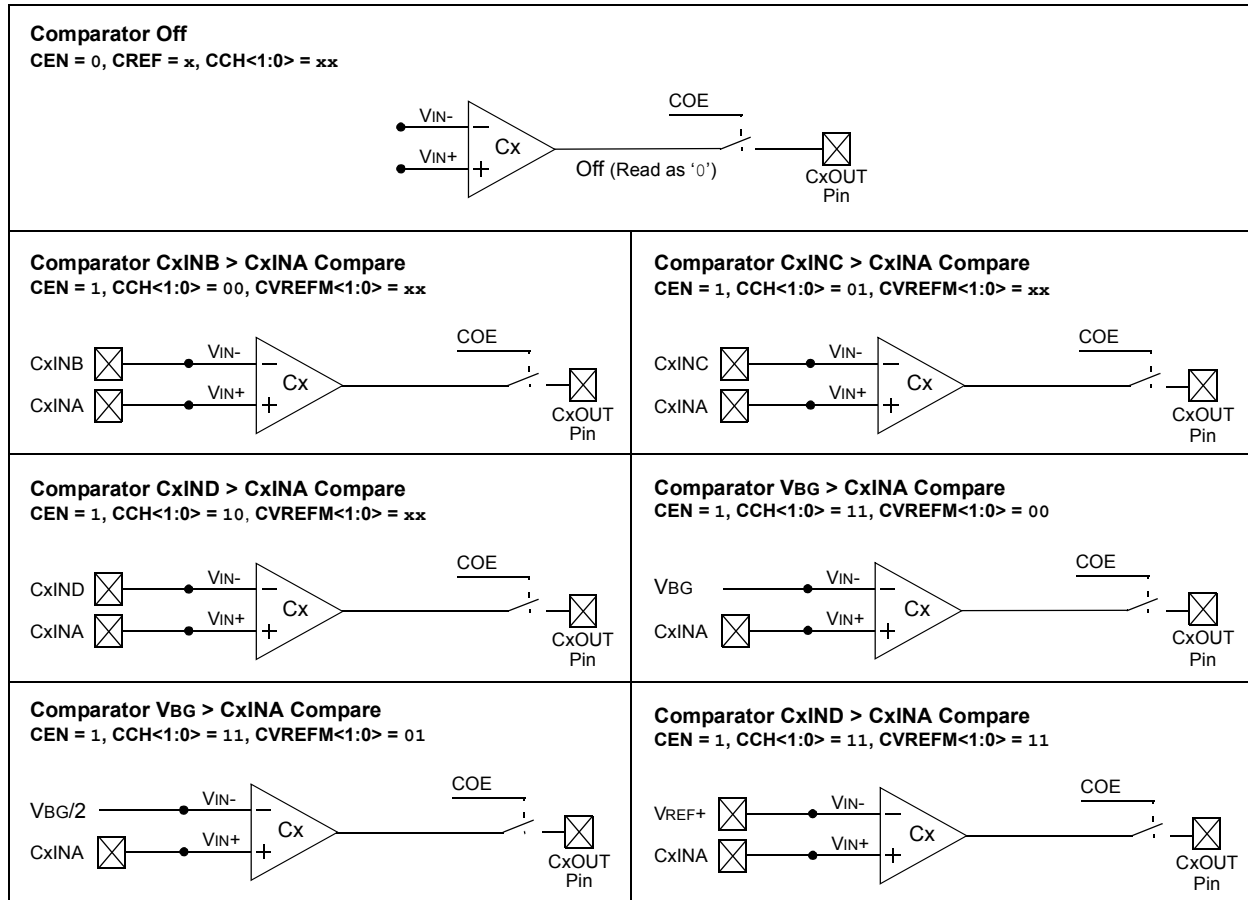 Comparator Off
CEN = 0, CREF = x, CCH<1:0> = xx
COE
VIN-
VIN+
Cx
Off (Read as ‘0’)
CxOUT
Pin
Comparator CxINB > CxINA Compare
CEN = 1, CCH<1:0> = 00, CVREFM<1:0> = xx
COE
CxINB
VIN-
CxINA
VIN+
Cx
CxOUT
Pin
Comparator CxINC > CxINA Compare
CEN = 1, CCH<1:0> = 01, CVREFM<1:0> = xx
COE
CxINC
VIN-
CxINA
VIN+
Cx
CxOUT
Pin
Comparator CxIND > CxINA Compare
CEN = 1, CCH<1:0> = 10, CVREFM<1:0> = xx
COE
CxIND
VIN-
CxINA
VIN+
Cx
CxOUT
Pin
Comparator VBG > CxINA Compare
CEN = 1, CCH<1:0> = 11, CVREFM<1:0> = 00
COE
VBG
VIN-
CxINA
VIN+
Cx
CxOUT
Pin
Comparator VBG > CxINA Compare
CEN = 1, CCH<1:0> = 11, CVREFM<1:0> = 01
COE
VBG/2
VIN-
CxINA
VIN+
Cx
CxOUT
Pin
Comparator CxIND > CxINA Compare
CEN = 1, CCH<1:0> = 11, CVREFM<1:0> = 11
COE
VREF+
VIN-
CxINA
VIN+
Cx
CxOUT
Pin